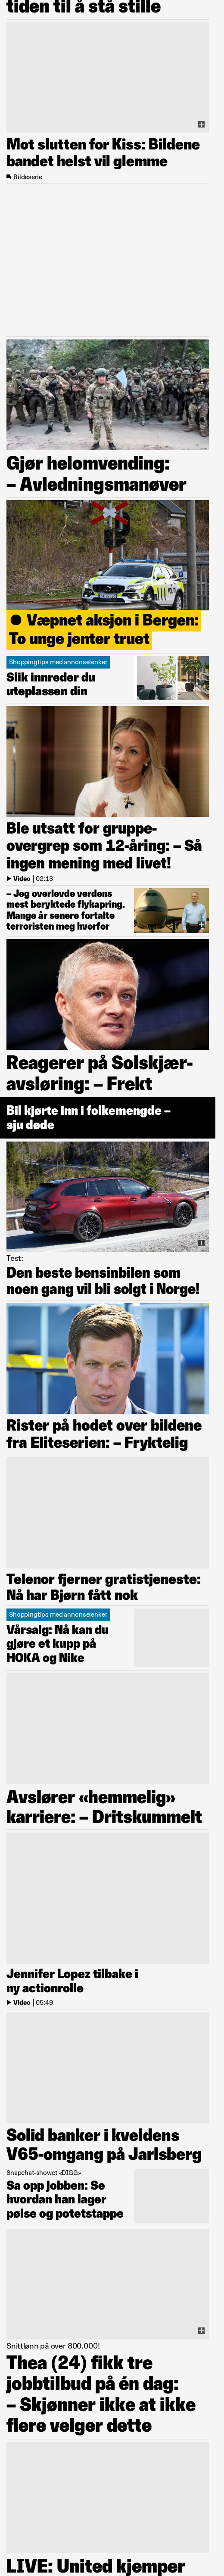 tiden til å stå stille
Mot slutten for Kiss: Bildene
bandet helst vil glemme
Bildeserie
Gjør helomvending:
– Avledningsmanøver
Væpnet aksjon i Bergen:
To unge jenter truet
Shoppingtips med annonselenker
Slik innreder du
uteplassen din
Ble utsatt for gruppe-
overgrep som 12-åring: – Så
ingen mening med livet!
Video | 02:13
– Jeg overlevde verdens
mest beryktede flykapring.
Mange år senere fortalte
terroristen meg hvorfor
Reagerer på Solskjær-
avsløring: – Frekt
Bil kjørte inn i folkemengde –
sju døde
Test:
Den beste bensinbilen som
noen gang vil bli solgt i Norge!
Rister på hodet over bildene
fra Eliteserien: – Fryktelig
Telenor fjerner gratistjeneste:
Nå har Bjørn fått nok
Shoppingtips med annonselenker
Vårsalg: Nå kan du
gjøre et kupp på
HOKA og Nike
Avslører «hemmelig»
karriere: – Dritskummelt
Jennifer Lopez tilbake i
ny actionrolle
Video | 05:49
Solid banker i kveldens
V65-omgang på Jarlsberg
Snapchat-showet «DIGG»
Sa opp jobben: Se
hvordan han lager
pølse og potetstappe
Snittlønn på over 800.000!
Thea (24) fikk tre
jobbtilbud på én dag:
– Skjønner ikke at ikke
flere velger dette
LIVE: United kjemper